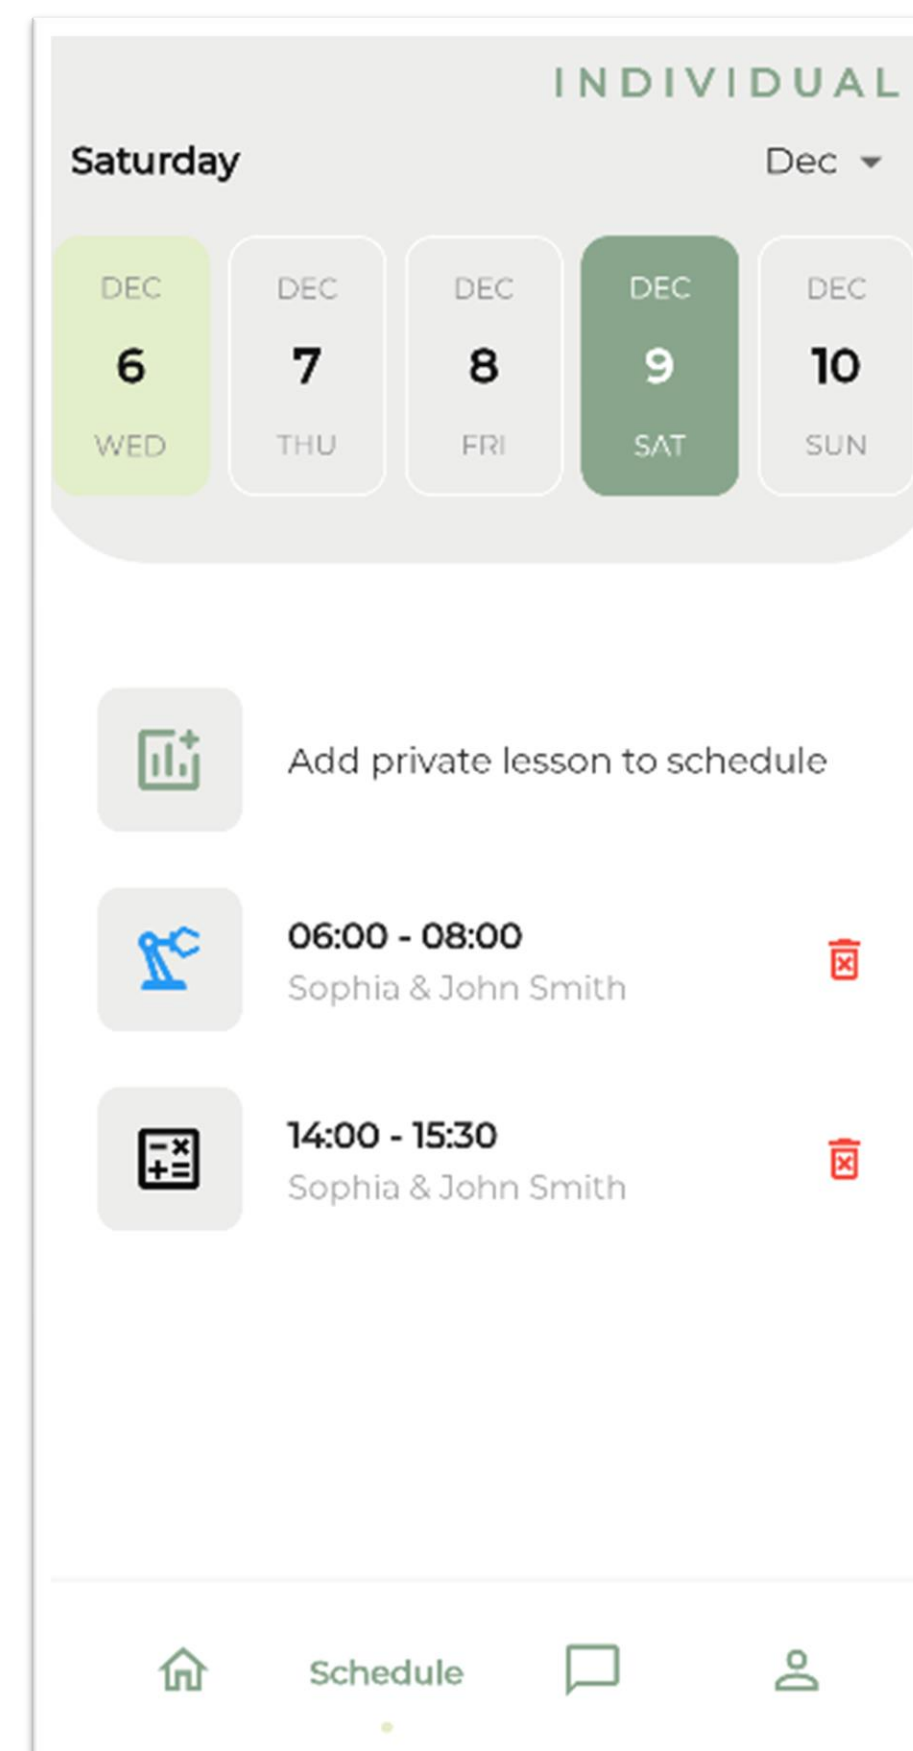 INDIVIDUAL
Saturday Dec
DEC DEC DEC DEC DEC
6 7 8 9 10
WED THU FRI SAT SUN
Add private lesson to schedule
06:00 - 08:00
Sophia & John Smith
14:00 - 15:30
Sophia & John Smith
Schedule